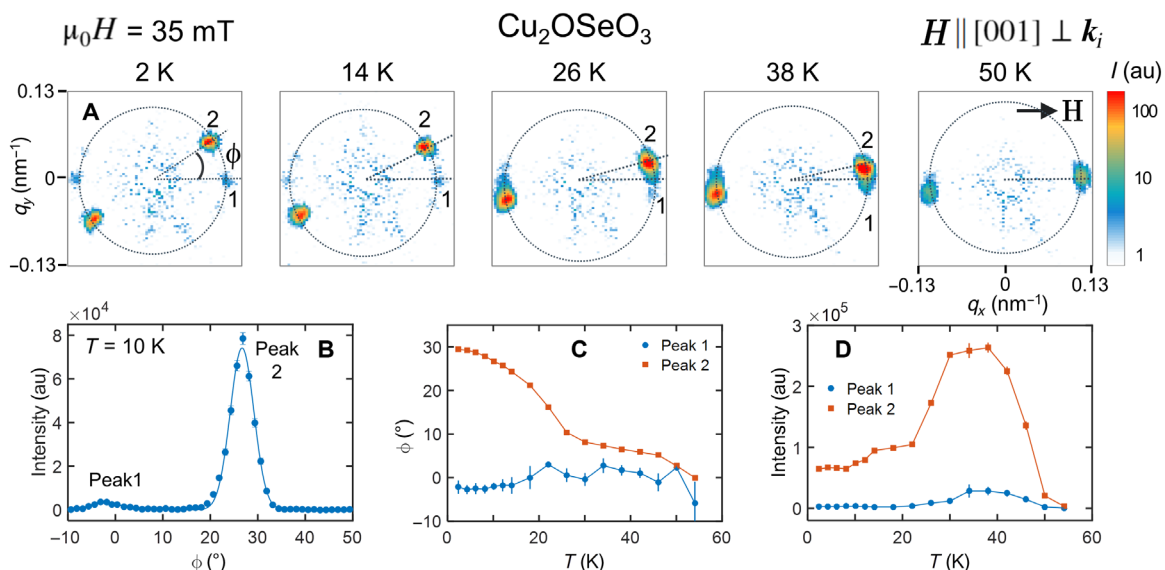 μ₀H = 35 mT
Cu₂OSeO₃
H || [001] ⊥ kᵢ
2 K
14 K
26 K
38 K
50 K
I (au)
0.13
A
2
ϕ
1
2
1
2
1
2
1
H
100
10
1
qy (nm⁻¹)
0
−0.13
−0.13
0
0.13
qx (nm⁻¹)
×10⁴
T = 10 K
B
Peak 2
Peak1
Intensity (au)
8
6
4
2
0
−10
0
10
20
30
40
50
ϕ (°)
C
Peak 1
Peak 2
ϕ (°)
30
20
10
0
−10
0
20
40
60
T (K)
×10⁵
D
Peak 1
Peak 2
Intensity (au)
3
2
1
0
0
20
40
60
T (K)